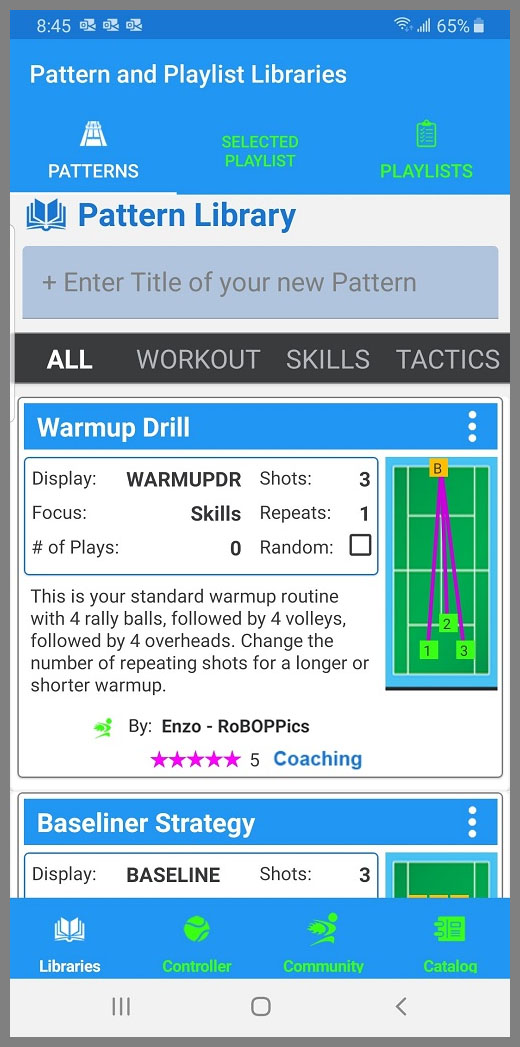 8:45 65%
Pattern and Playlist Libraries
PATTERNS
SELECTED
PLAYLIST
PLAYLISTS
Pattern Library
+ Enter Title of your new Pattern
ALL WORKOUT SKILLS TACTICS
Warmup Drill
Display: WARMUPDR Shots: 3
Focus: Skills Repeats: 1
# of Plays: 0 Random:
B
2
1 3
This is your standard warmup routine
with 4 rally balls, followed by 4 volleys,
followed by 4 overheads. Change the
number of repeating shots for a longer or
shorter warmup.
By: Enzo - RoBOPPics
5 Coaching
Baseliner Strategy
Display: BASELINE Shots: 3
Libraries Controller Community Catalog